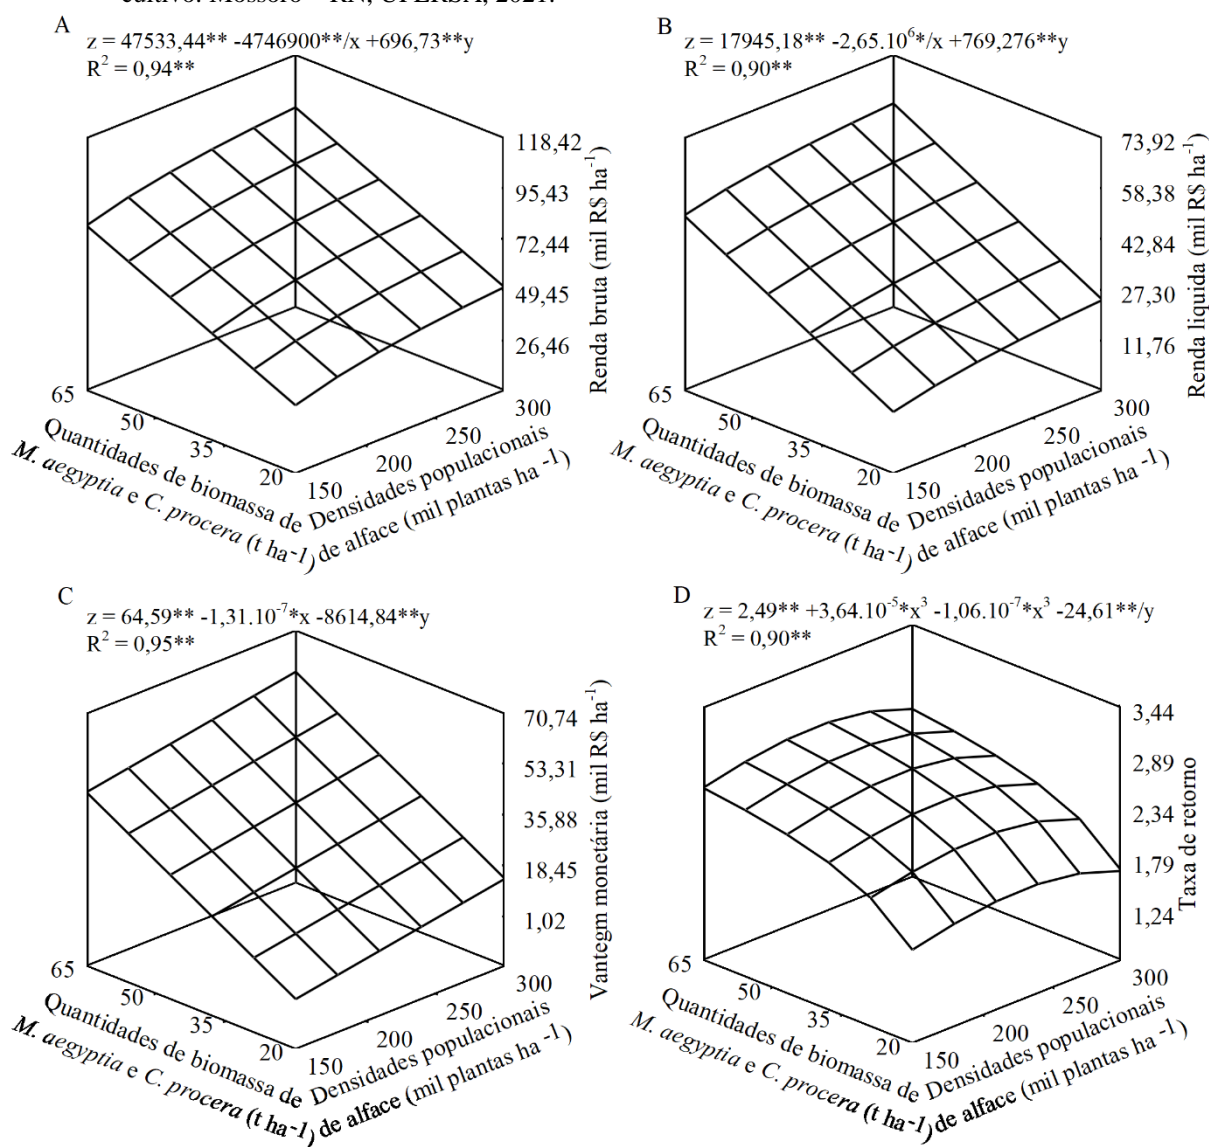 cultivo. Mossoró – RN, UFERSA, 2021.
A
z = 47533,44** -4746900**/x +696,73**y
R² = 0,94**
118,42
95,43
72,44
49,45
26,46
Renda bruta (mil R$ ha⁻¹)
65
50
35
20
Quantidades de biomassa de
M. aegyptia e C. procera (t ha⁻¹)
150
200
250
300
Densidades populacionais
de alface (mil plantas ha ⁻¹)
B
z = 17945,18** -2,65.10⁶*/x +769,276**y
R² = 0,90**
73,92
58,38
42,84
27,30
11,76
Renda liquida (mil R$ ha⁻¹)
65
50
35
20
Quantidades de biomassa de
M. aegyptia e C. procera (t ha⁻¹)
150
200
250
300
Densidades populacionais
de alface (mil plantas ha ⁻¹)
C
z = 64,59** -1,31.10⁻⁷*x -8614,84**y
R² = 0,95**
70,74
53,31
35,88
18,45
1,02
Vantegm monetária (mil R$ ha⁻¹)
65
50
35
20
Quantidades de biomassa de
M. aegyptia e C. procera (t ha⁻¹)
150
200
250
300
Densidades populacionais
de alface (mil plantas ha ⁻¹)
D
z = 2,49** +3,64.10⁻⁵*x³ -1,06.10⁻⁷*x³ -24,61**/y
R² = 0,90**
3,44
2,89
2,34
1,79
1,24
Taxa de retorno
65
50
35
20
Quantidades de biomassa de
M. aegyptia e C. procera (t ha⁻¹)
150
200
250
300
Densidades populacionais
de alface (mil plantas ha ⁻¹)